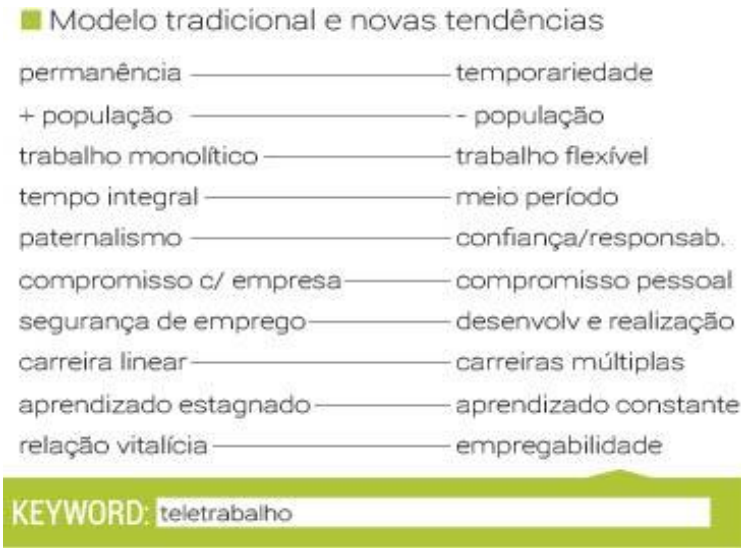 Modelo tradicional e novas tendências
permanência temporariedade
+ população - população
trabalho monolítico trabalho flexível
tempo integral meio período
paternalismo confiança/responsab.
compromisso c/ empresa compromisso pessoal
segurança de emprego desenvolv e realização
carreira linear carreiras múltiplas
aprendizado estagnado aprendizado constante
relação vitalícia empregabilidade
KEYWORD: teletrabalho